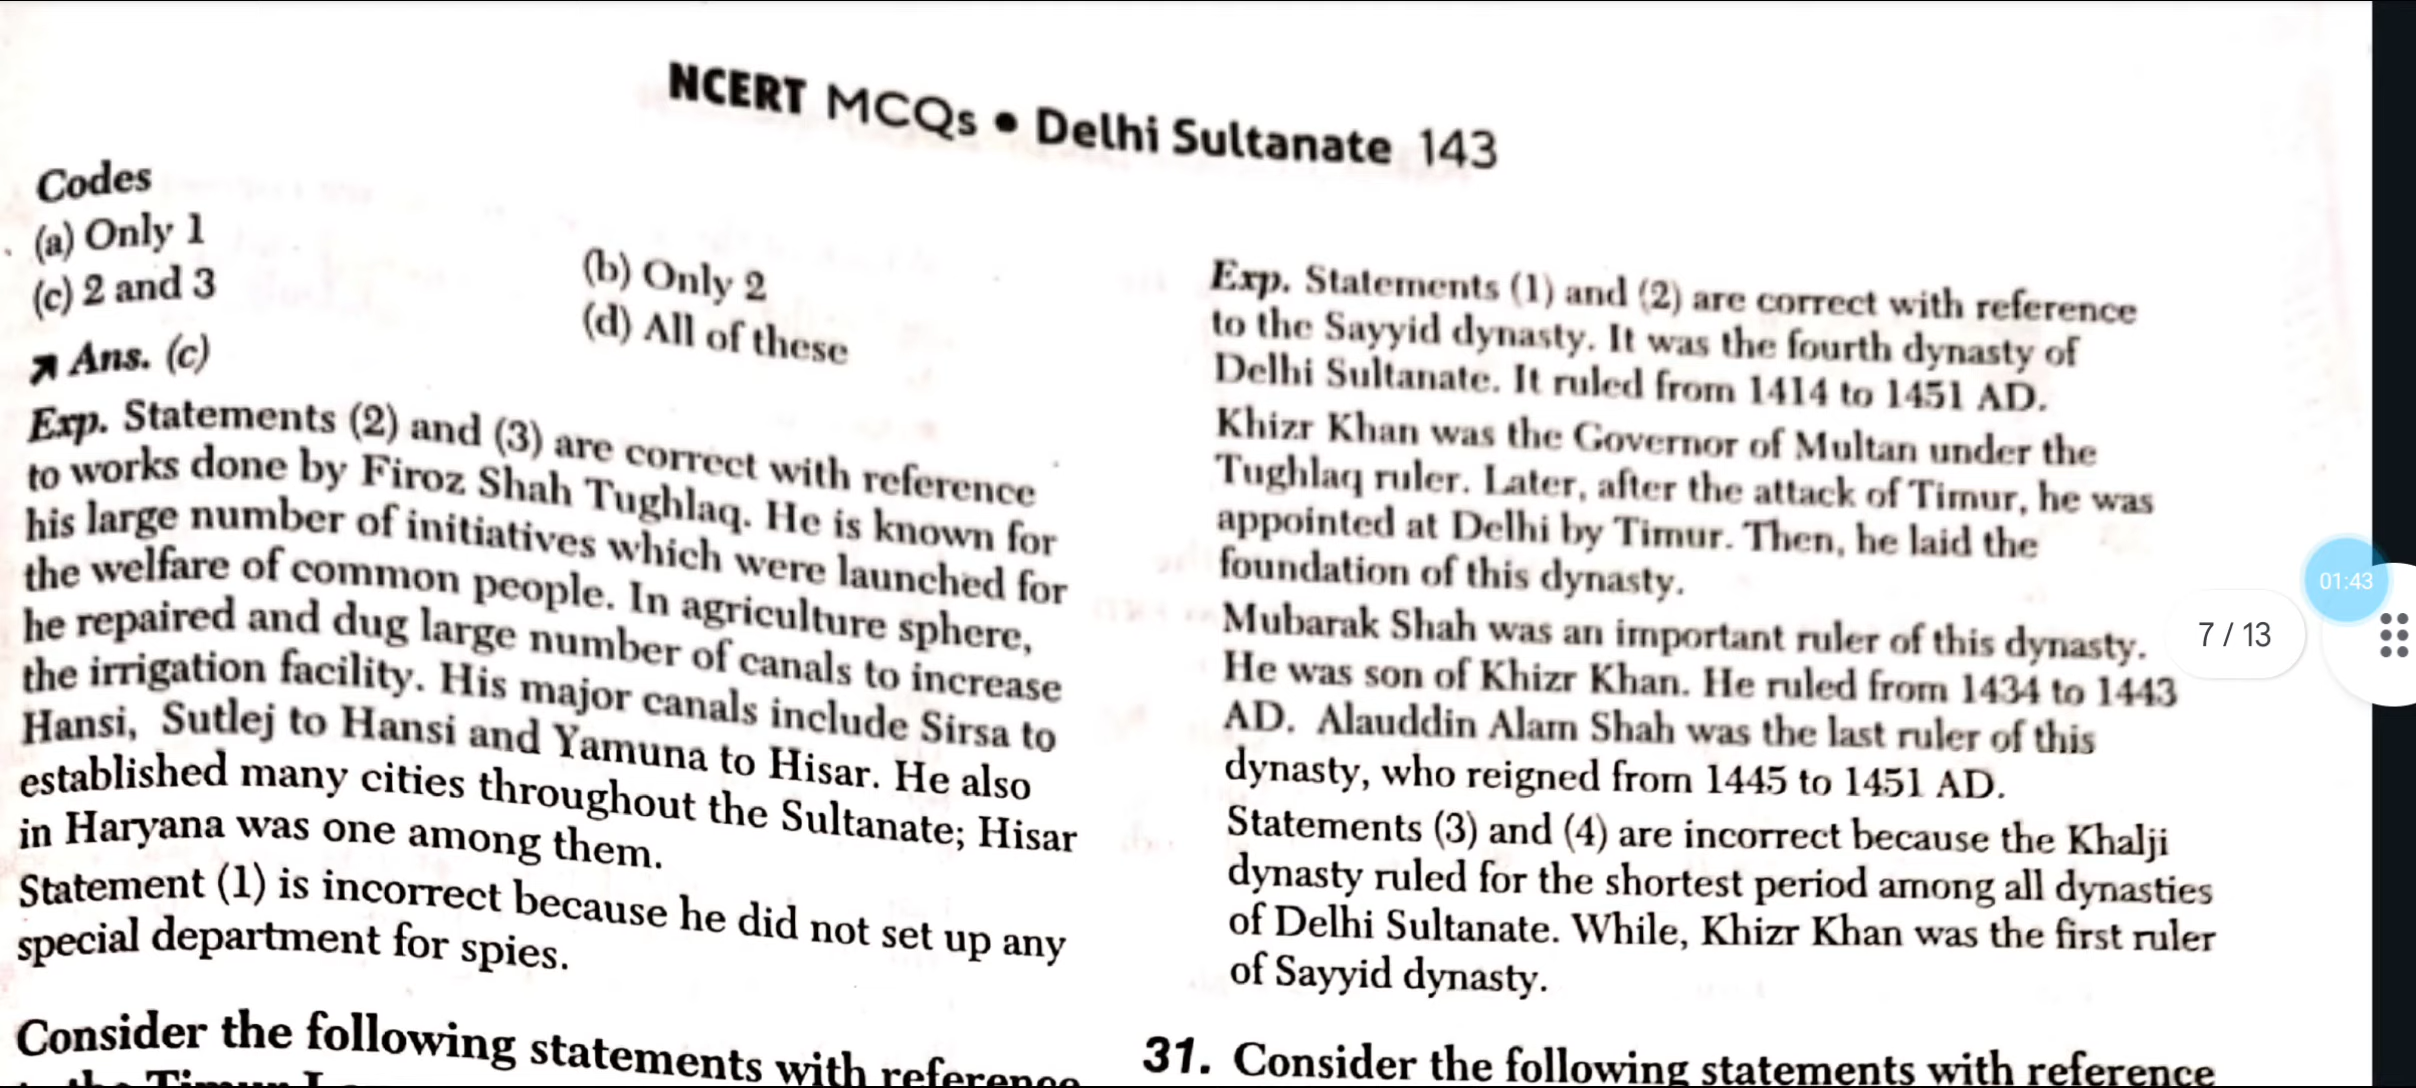 NCERT MCQs • Delhi Sultanate 143
Codes
(a) Only 1
(b) Only 2
(c) 2 and 3
(d) All of these
Ans. (c)
Exp. Statements (2) and (3) are correct with reference
to works done by Firoz Shah Tughlaq. He is known for
his large number of initiatives which were launched for
the welfare of common people. In agriculture sphere,
he repaired and dug large number of canals to increase
the irrigation facility. His major canals include Sirsa to
Hansi, Sutlej to Hansi and Yamuna to Hisar. He also
established many cities throughout the Sultanate; Hisar
in Haryana was one among them.
Statement (1) is incorrect because he did not set up any
special department for spies.
Consider the following statements with reference
Exp. Statements (1) and (2) are correct with reference
to the Sayyid dynasty. It was the fourth dynasty of
Delhi Sultanate. It ruled from 1414 to 1451 AD.
Khizr Khan was the Governor of Multan under the
Tughlaq ruler. Later, after the attack of Timur, he was
appointed at Delhi by Timur. Then, he laid the
foundation of this dynasty.
Mubarak Shah was an important ruler of this dynasty.
He was son of Khizr Khan. He ruled from 1434 to 1443
AD. Alauddin Alam Shah was the last ruler of this
dynasty, who reigned from 1445 to 1451 AD.
Statements (3) and (4) are incorrect because the Khalji
dynasty ruled for the shortest period among all dynasties
of Delhi Sultanate. While, Khizr Khan was the first ruler
of Sayyid dynasty.
31. Consider the following statements with reference
01:43
7 / 13